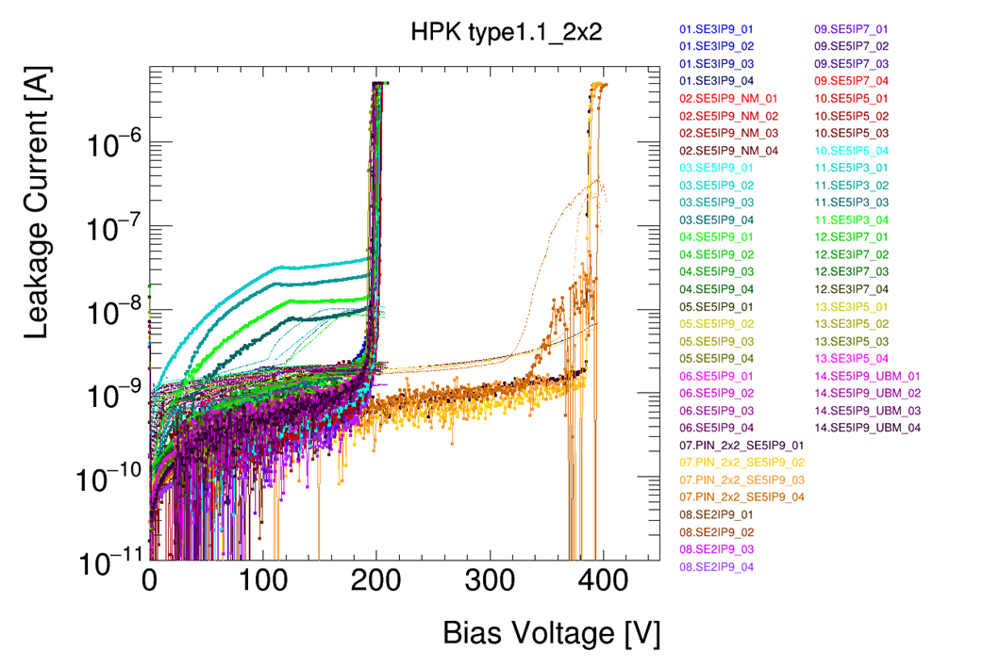 HPK type1.1_2x2
Leakage Current [A]
10−6
10−7
10−8
10−9
10−10
10−11
0 100 200 300 400
Bias Voltage [V]
01.SE3IP9_01
01.SE3IP9_02
01.SE3IP9_03
01.SE3IP9_04
02.SE5IP9_NM_01
02.SE5IP9_NM_02
02.SE5IP9_NM_03
02.SE5IP9_NM_04
03.SE5IP9_01
03.SE5IP9_02
03.SE5IP9_03
03.SE5IP9_04
04.SE5IP9_01
04.SE5IP9_02
04.SE5IP9_03
04.SE5IP9_04
05.SE5IP9_01
05.SE5IP9_02
05.SE5IP9_03
05.SE5IP9_04
06.SE5IP9_01
06.SE5IP9_02
06.SE5IP9_03
06.SE5IP9_04
07.PIN_2x2_SE5IP9_01
07.PIN_2x2_SE5IP9_02
07.PIN_2x2_SE5IP9_03
07.PIN_2x2_SE5IP9_04
08.SE2IP9_01
08.SE2IP9_02
08.SE2IP9_03
08.SE2IP9_04
09.SE5IP7_01
09.SE5IP7_02
09.SE5IP7_03
09.SE5IP7_04
10.SE5IP5_01
10.SE5IP5_02
10.SE5IP5_03
10.SE5IP5_04
11.SE5IP3_01
11.SE5IP3_02
11.SE5IP3_03
11.SE5IP3_04
12.SE3IP7_01
12.SE3IP7_02
12.SE3IP7_03
12.SE3IP7_04
13.SE3IP5_01
13.SE3IP5_02
13.SE3IP5_03
13.SE3IP5_04
14.SE5IP9_UBM_01
14.SE5IP9_UBM_02
14.SE5IP9_UBM_03
14.SE5IP9_UBM_04